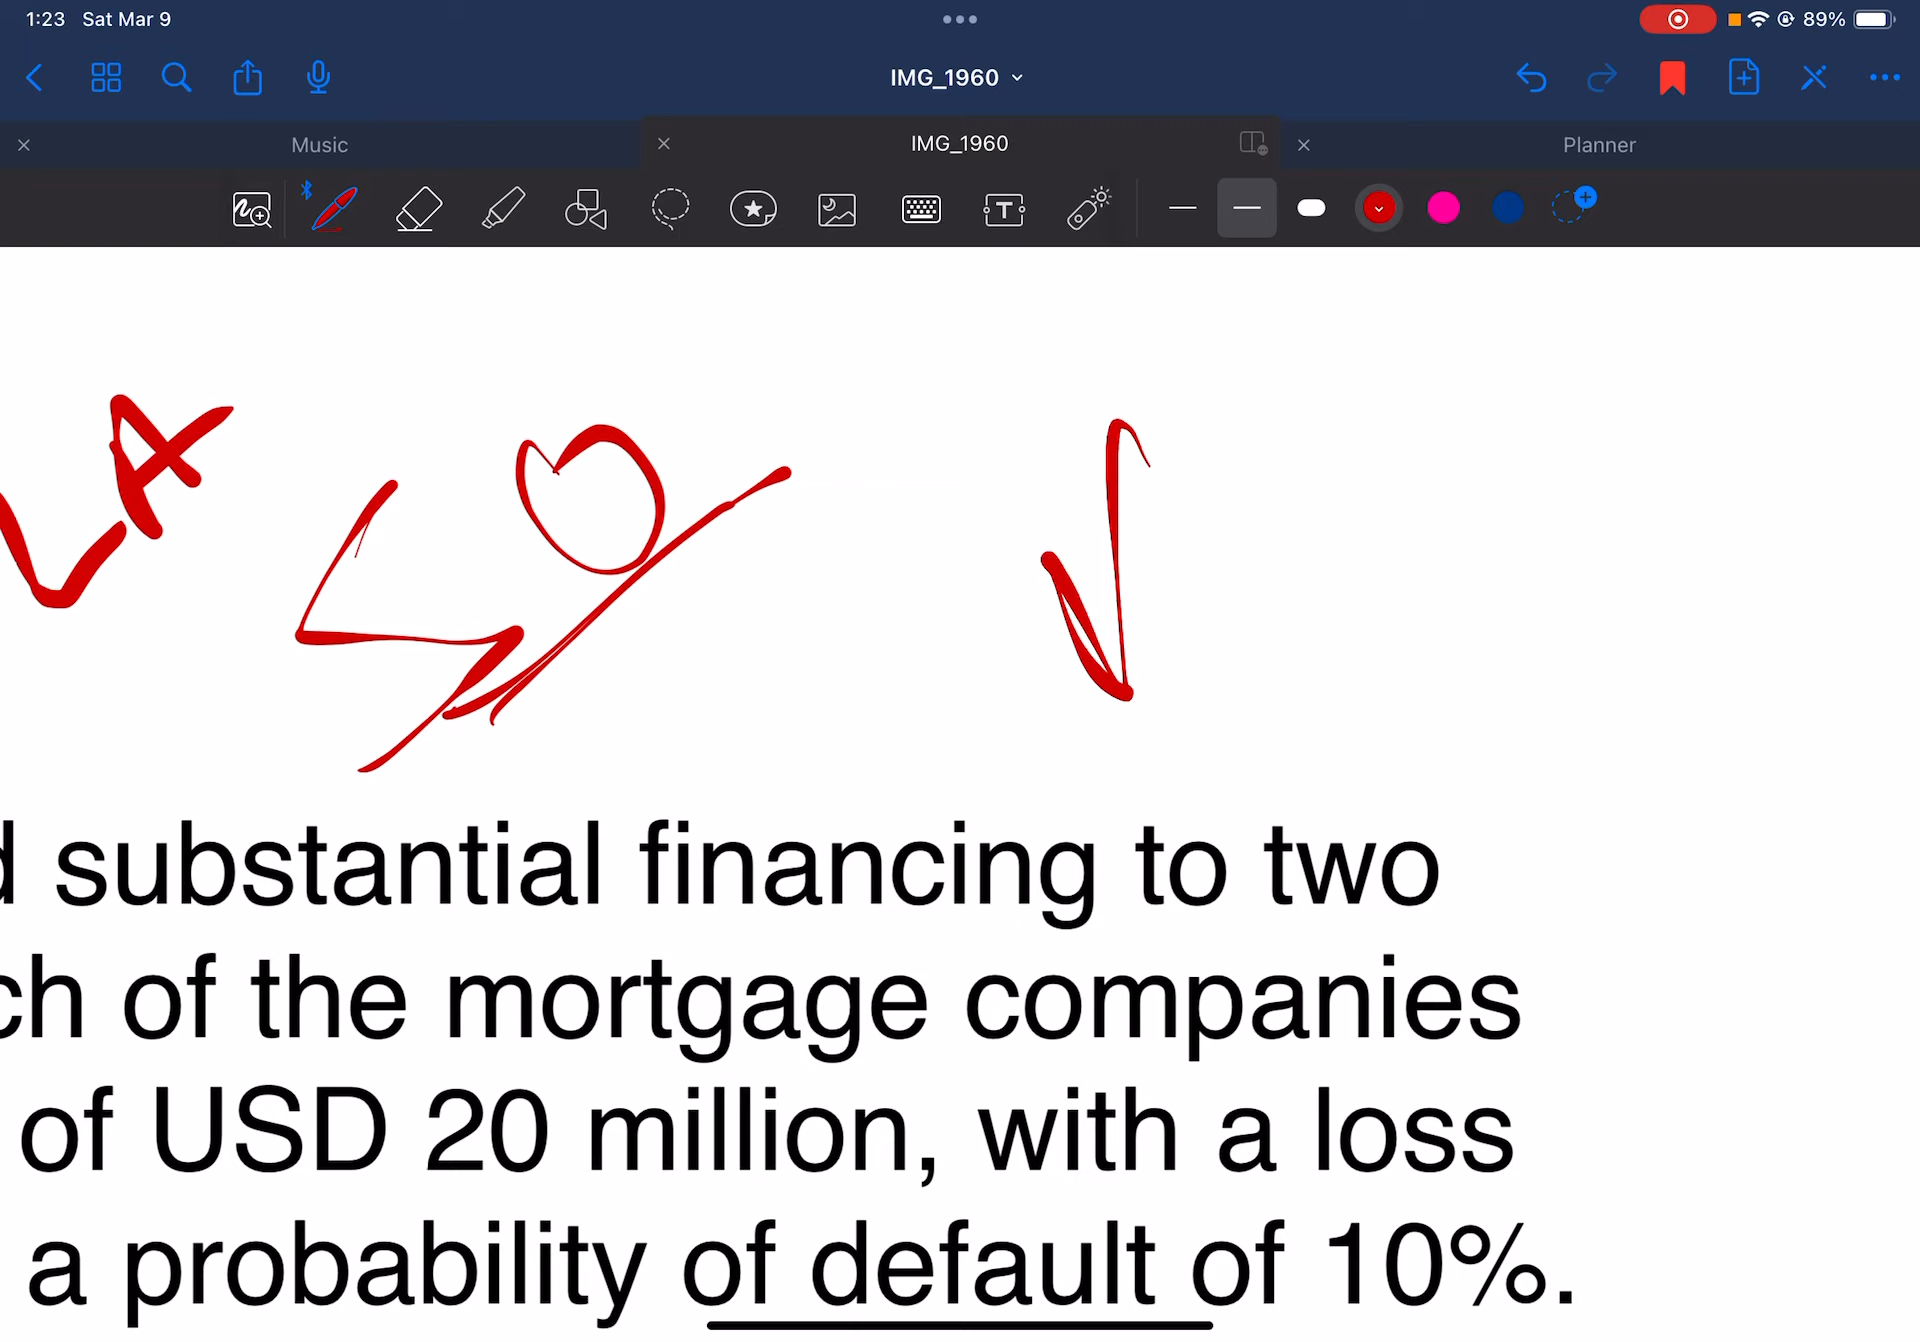 1:23 Sat Mar 9
89%
IMG_1960
Music
IMG_1960
Planner
T
d substantial financing to two
ch of the mortgage companies
of USD 20 million, with a loss
a probability of default of 10%.